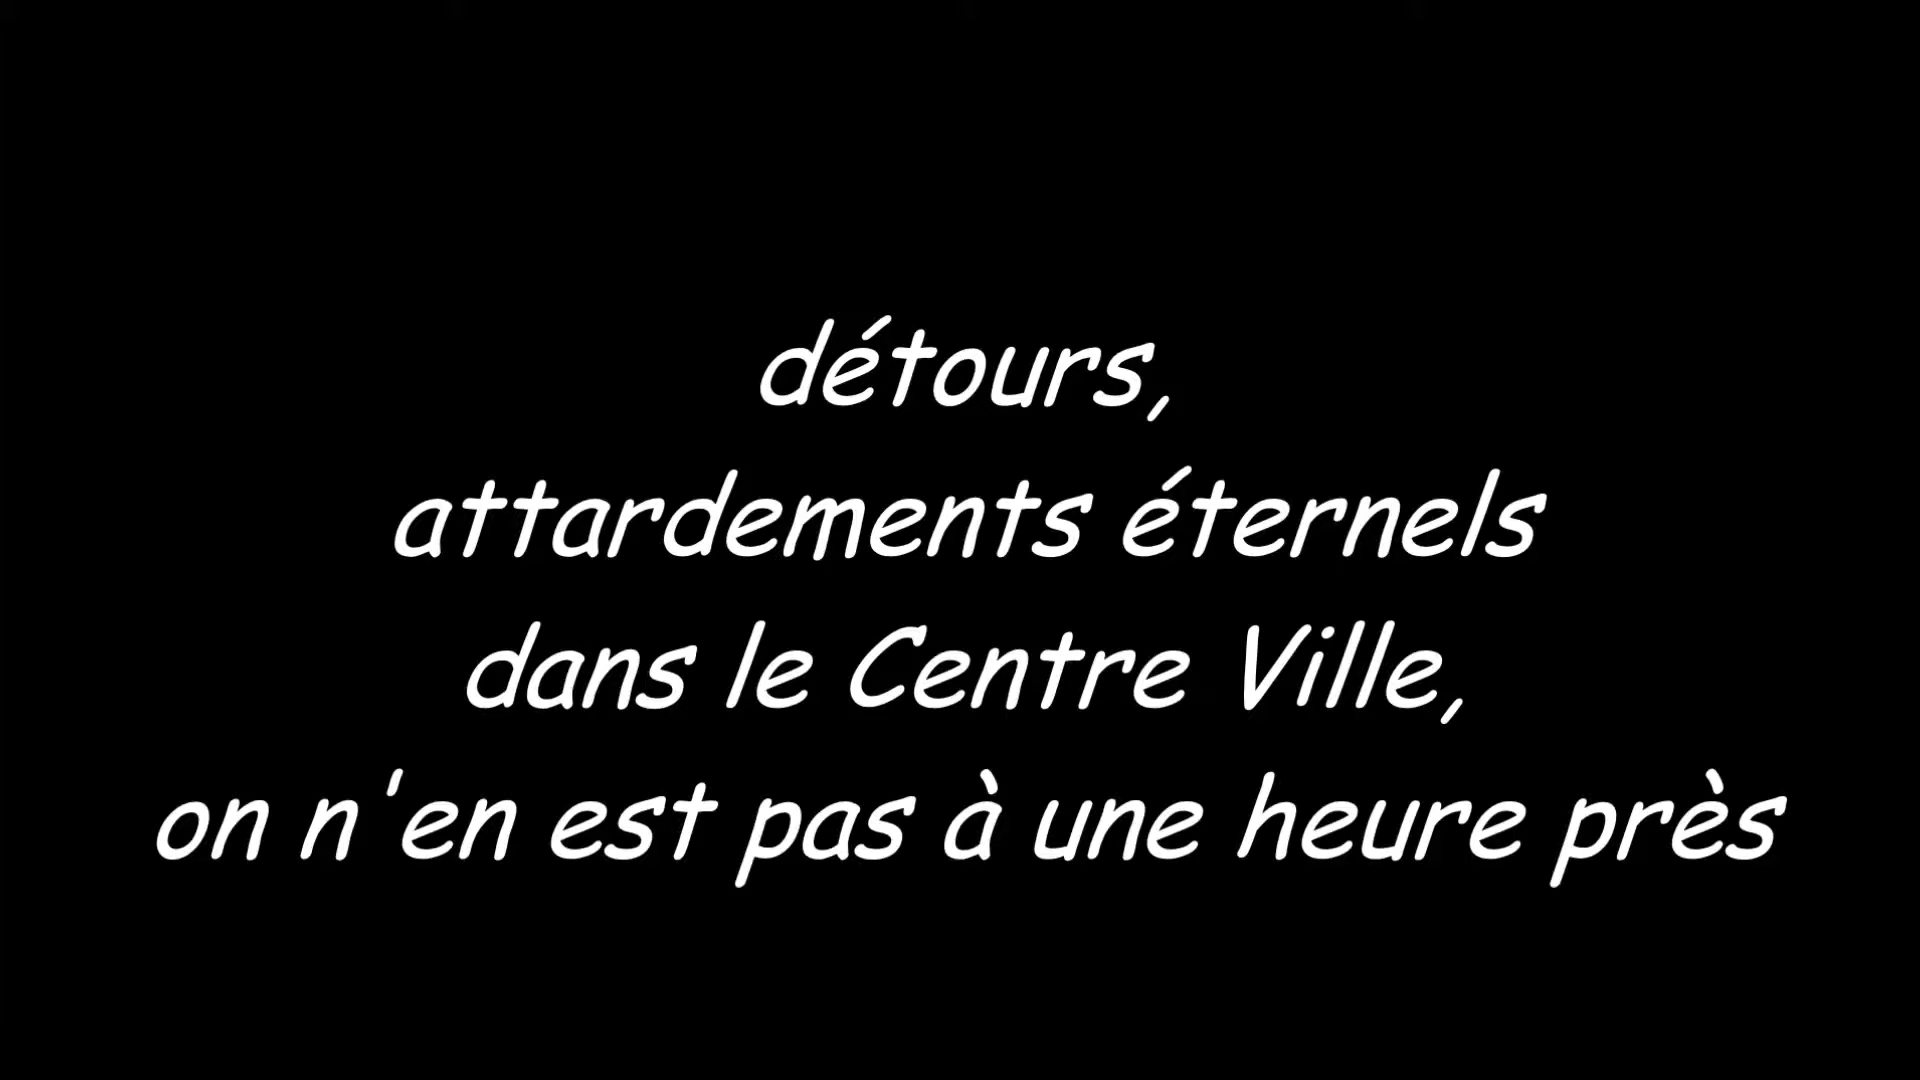 détours,
attardements éternels
dans le Centre Ville,
on n'en est pas à une heure près